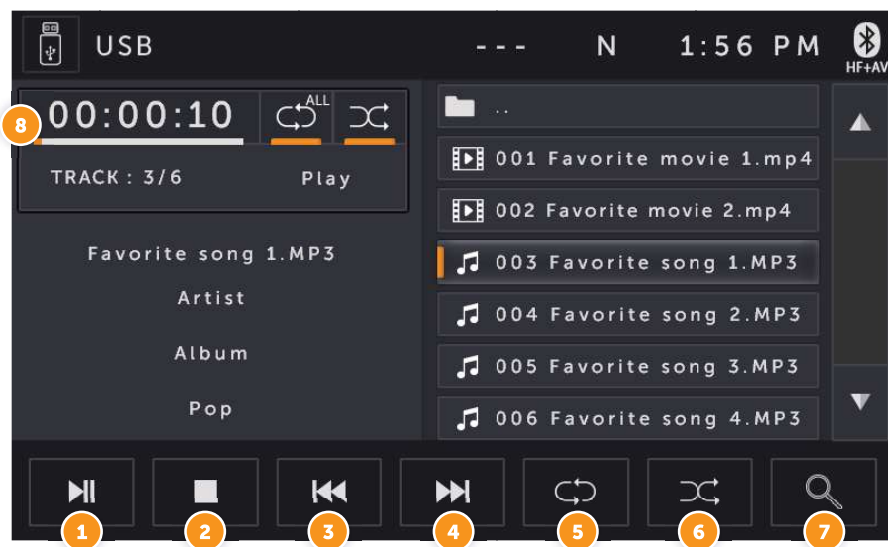 USB --- N 1:56 PM HF+AV
8 00:00:10 ALL
TRACK : 3/6 Play
Favorite song 1.MP3
Artist
Album
Pop
..
001 Favorite movie 1.mp4
002 Favorite movie 2.mp4
003 Favorite song 1.MP3
004 Favorite song 2.MP3
005 Favorite song 3.MP3
006 Favorite song 4.MP3
1 2 3 4 5 6 7